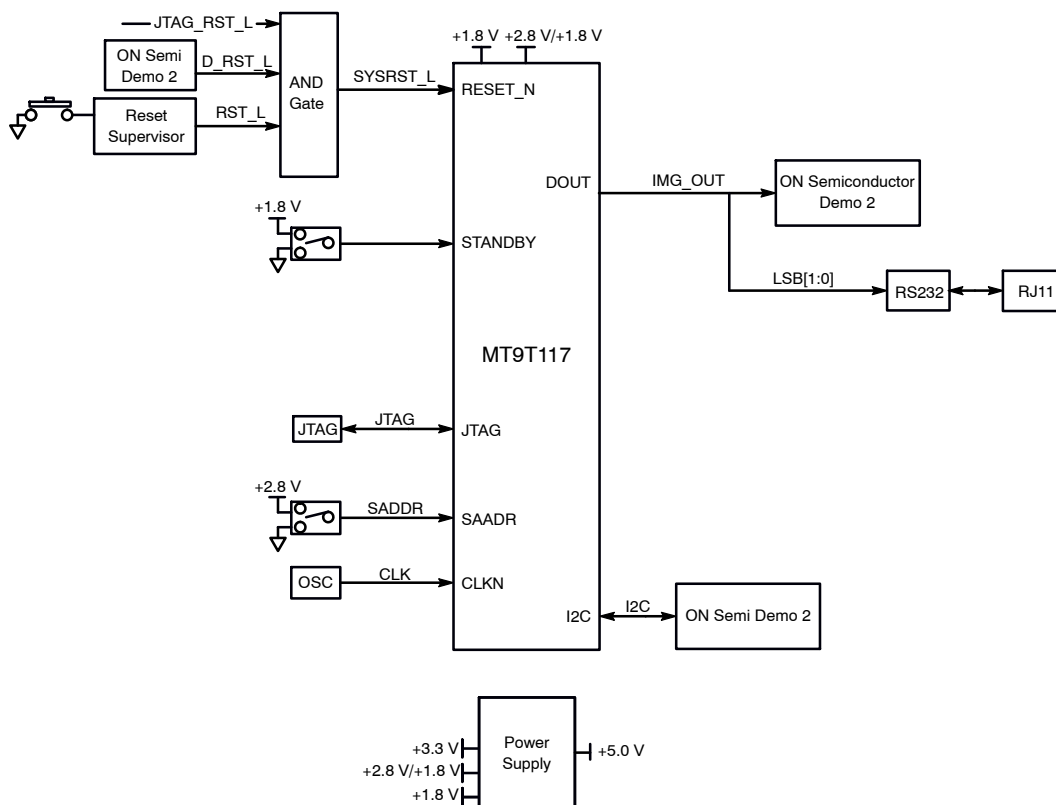 JTAG_RST_L
ON Semi
Demo 2
D_RST_L
Reset
Supervisor
RST_L
AND
Gate
SYSRST_L
+1.8 V
+2.8 V/+1.8 V
RESET_N
DOUT
IMG_OUT
ON Semiconductor
Demo 2
+1.8 V
STANDBY
LSB[1:0]
RS232
RJ11
MT9T117
JTAG
JTAG
JTAG
+2.8 V
SADDR
SAADR
OSC
CLK
CLKN
I2C
I2C
ON Semi Demo 2
Power
Supply
+3.3 V
+2.8 V/+1.8 V
+1.8 V
+5.0 V